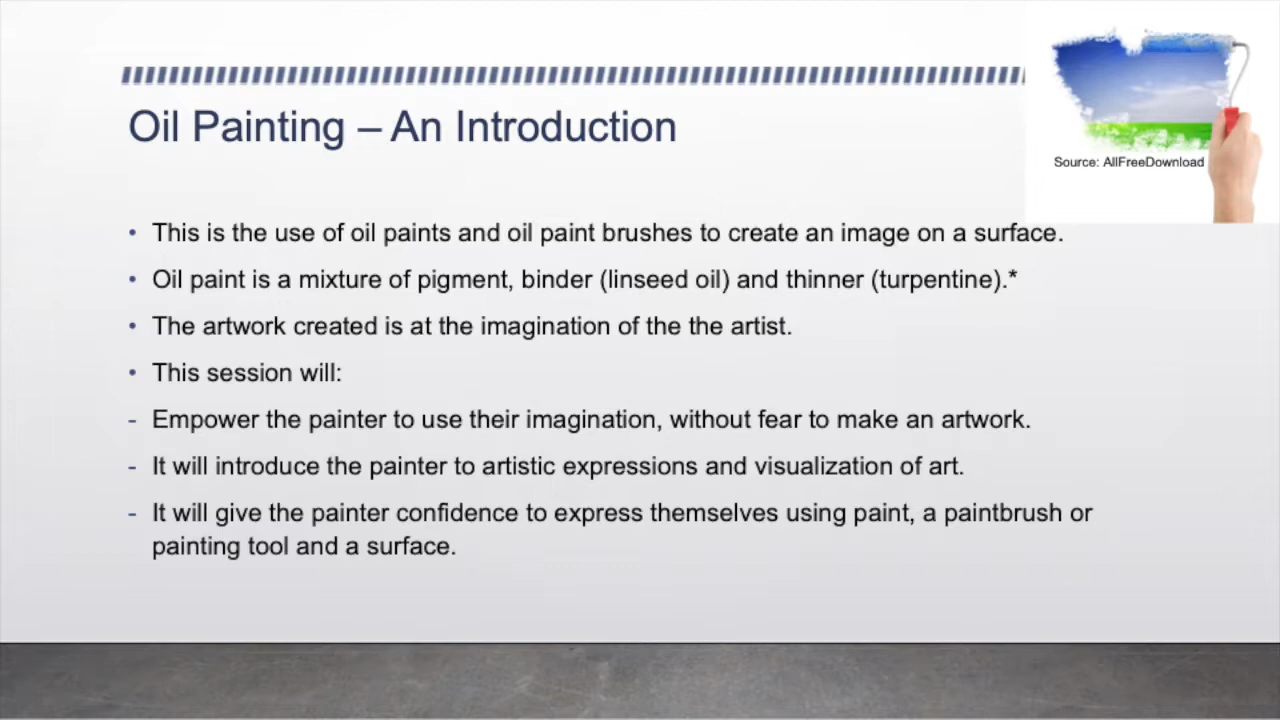 Oil Painting – An Introduction
Source: AllFreeDownload
• This is the use of oil paints and oil paint brushes to create an image on a surface.
• Oil paint is a mixture of pigment, binder (linseed oil) and thinner (turpentine).*
• The artwork created is at the imagination of the the artist.
• This session will:
- Empower the painter to use their imagination, without fear to make an artwork.
- It will introduce the painter to artistic expressions and visualization of art.
- It will give the painter confidence to express themselves using paint, a paintbrush or
painting tool and a surface.